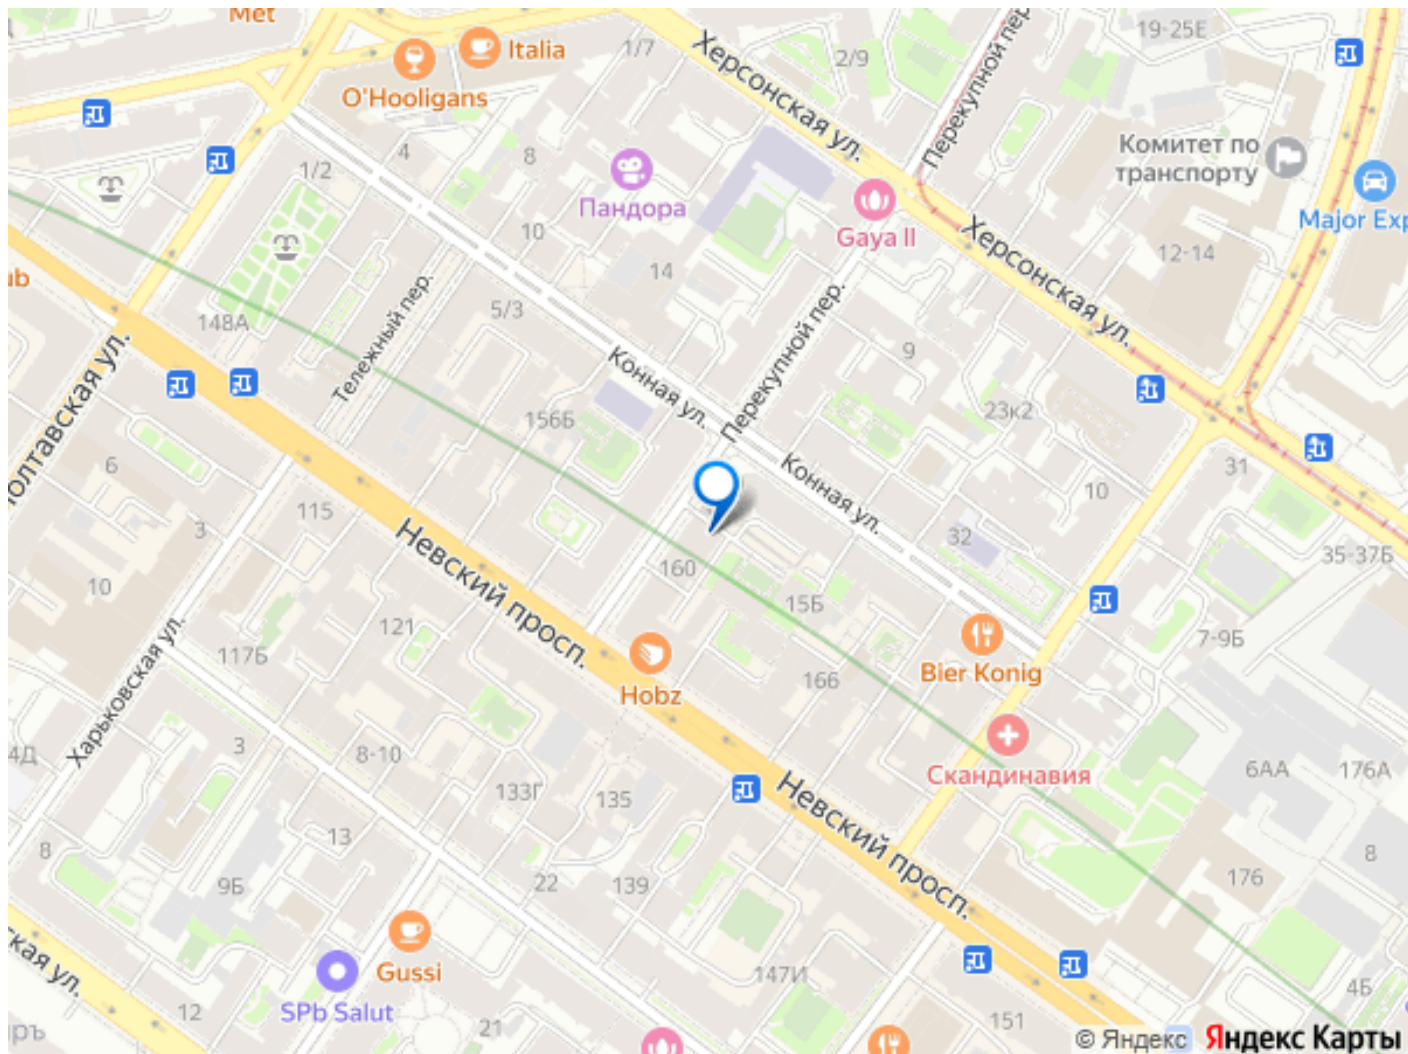 Met
Italia
O'Hooligans
1/7
2/9
19-25Е
Херсонская ул.
Перекупной пер.
4
8
1/2
Пандора
Комитет по
транспорту
Gaya II
Major Exp
10
14
12-14
Херсонская ул.
ub
148А
5/3
Тележный пер.
Перекупной пер.
9
Конная ул.
олтавская ул.
156Б
23к2
6
31
10
Конная ул.
3
115
32
35-37Б
Невский просп.
160
10
15Б
121
7-9Б
117Б
Bier Konig
Hobz
166
Харьковская ул.
4Д
3
8-10
Скандинавия
6АА
176А
133Г
135
Невский просп.
13
8
8
9Б
22
139
176
кая ул.
Gussi
147И
4Б
SPb Salut
12
21
151
ръ
© Яндекс Яндекс Карты